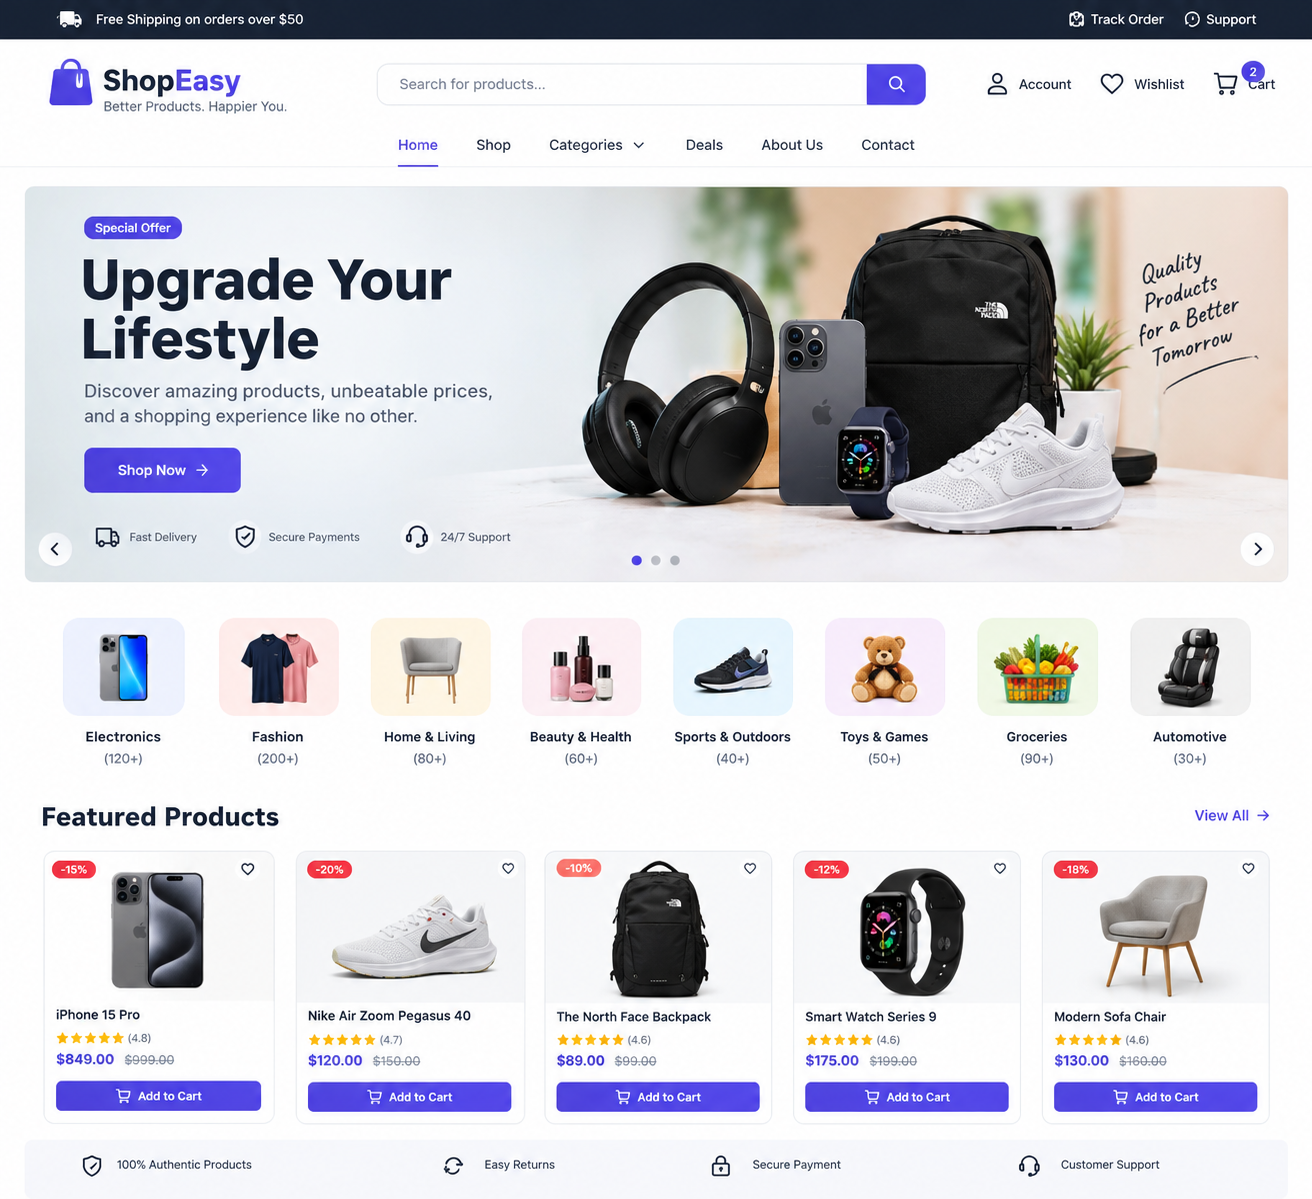 Free Shipping on orders over $50
Track Order
Support
ShopEasy
Better Products. Happier You.
Search for products...
Account
Wishlist
2
Cart
Home
Shop
Categories
Deals
About Us
Contact
Special Offer
Upgrade Your
Lifestyle
Discover amazing products, unbeatable prices,
and a shopping experience like no other.
Shop Now
Fast Delivery
Secure Payments
24/7 Support
Quality
Products
for a Better
Tomorrow
Electronics
(120+)
Fashion
(200+)
Home & Living
(80+)
Beauty & Health
(60+)
Sports & Outdoors
(40+)
Toys & Games
(50+)
Groceries
(90+)
Automotive
(30+)
Featured Products
View All
-15%
iPhone 15 Pro
(4.8)
$849.00 $999.00
Add to Cart
-20%
Nike Air Zoom Pegasus 40
(4.7)
$120.00 $150.00
Add to Cart
-10%
The North Face Backpack
(4.6)
$89.00 $99.00
Add to Cart
-12%
Smart Watch Series 9
(4.6)
$175.00 $199.00
Add to Cart
-18%
Modern Sofa Chair
(4.6)
$130.00 $160.00
Add to Cart
100% Authentic Products
Easy Returns
Secure Payment
Customer Support